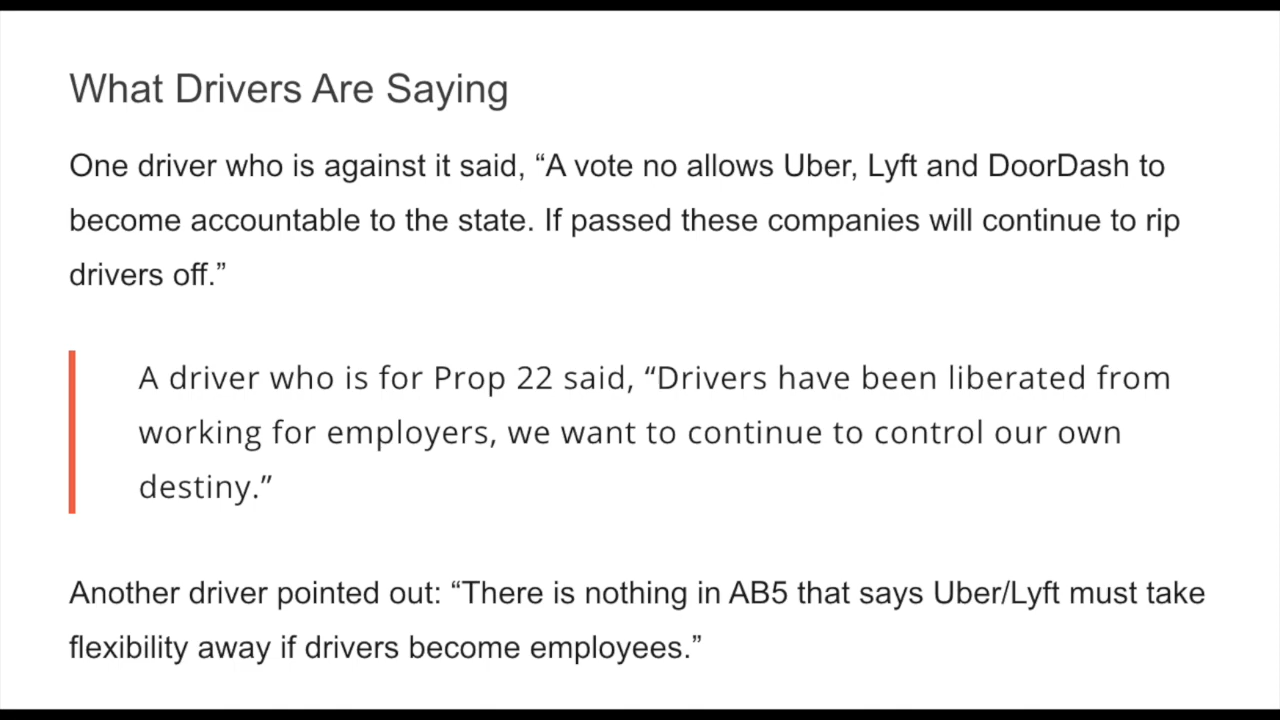 What Drivers Are Saying
One driver who is against it said, “A vote no allows Uber, Lyft and DoorDash to
become accountable to the state. If passed these companies will continue to rip
drivers off.”
A driver who is for Prop 22 said, “Drivers have been liberated from
working for employers, we want to continue to control our own
destiny.”
Another driver pointed out: “There is nothing in AB5 that says Uber/Lyft must take
flexibility away if drivers become employees.”